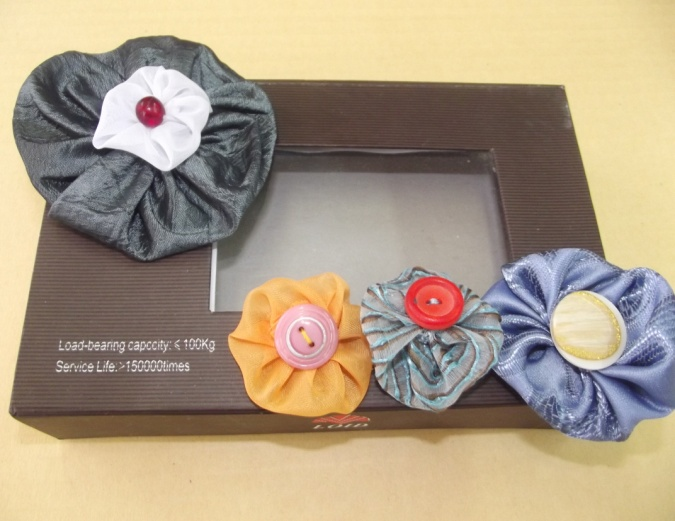 Load-bearing capccity: ≤ 100Kg
Service Life:>150000times